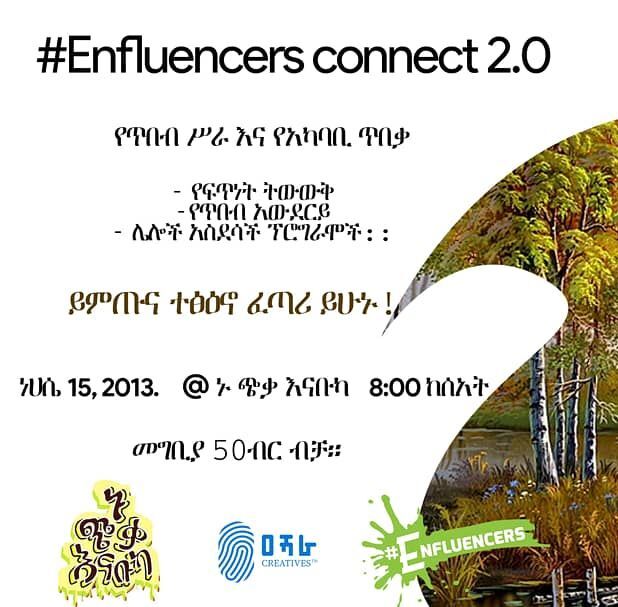 #Enfluencers connect 2.0
የጥበብ ሥራ እና የአካባቢ ጥበቃ
- የፍጥነት ትውውቅ
- የጥበብ አውደርይ
- ሌሎች አስደሳች ፕሮግራሞች : :
ይምጡና ተፅዕኖ ፈጣሪ ይሁኑ !
ነሀሴ 15, 2013. @ ኑ ጭቃ እናቡካ 8:00 ከሰአት
መግቢያ 50ብር ብቻ።
ኑ
ጭቃ
እናቡካ
ዐሻራ
CREATIVES™
#ENFLUENCERS